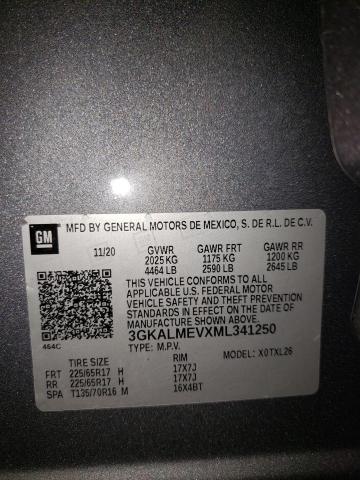 GM
MFD BY GENERAL MOTORS DE MEXICO, S. DE R.L. DE C.V.
11/20 GVWR GAWR FRT GAWR RR
2025 KG 1175 KG 1200 KG
4464 LB 2590 LB 2645 LB
THIS VEHICLE CONFORMS TO ALL
APPLICABLE U.S. FEDERAL MOTOR
VEHICLE SAFETY AND THEFT PREVENTION
STANDARDS IN EFFECT ON THE DATE OF
MANUFACTURE SHOWN ABOVE.
3GKALMEVXML341250
464C TYPE: M.P.V. MODEL: X0TXL26
TIRE SIZE RIM
FRT 225/65R17 H 17X7J
RR 225/65R17 H 17X7J
SPA T135/70R16 M 16X4BT